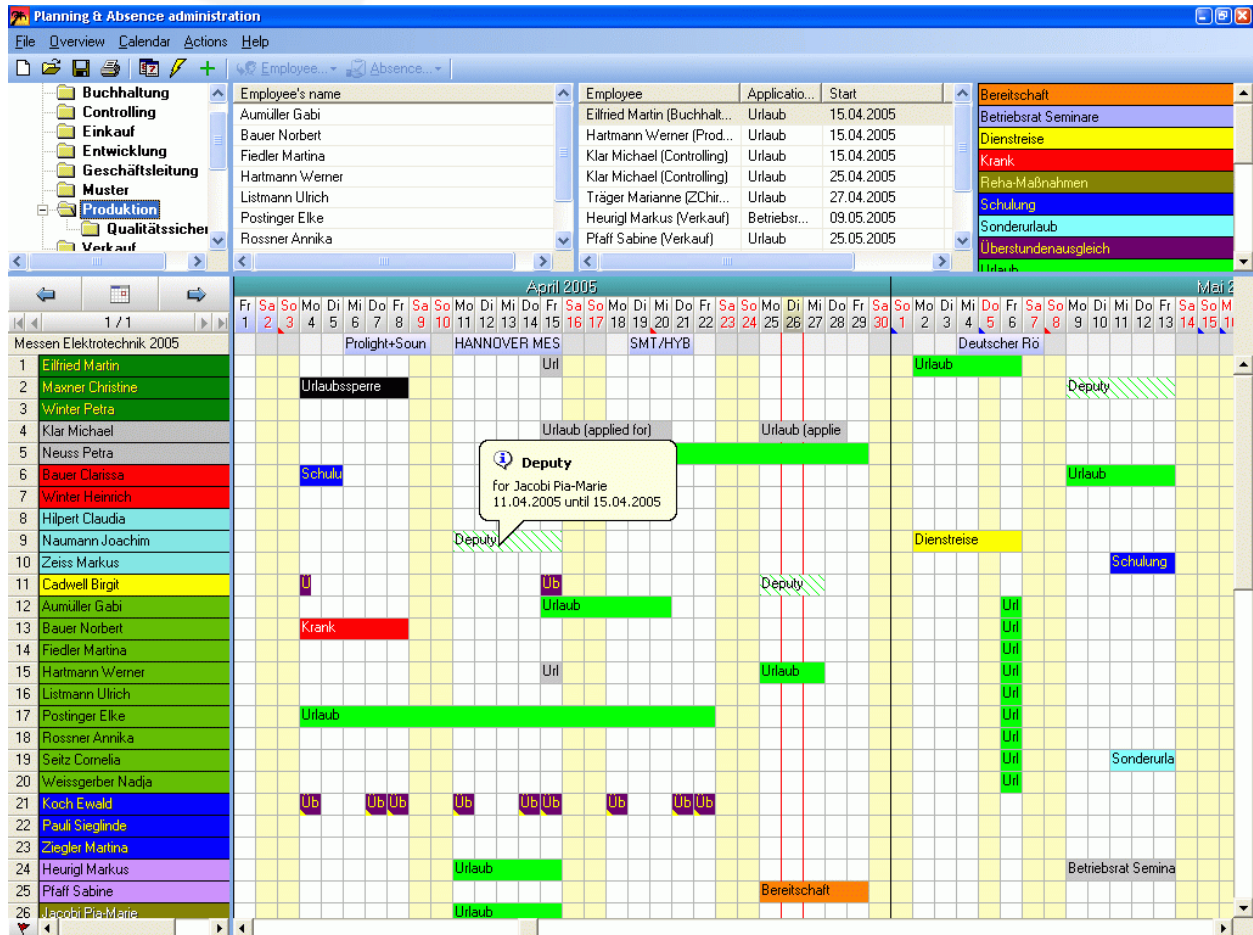 Planning & Absence administration
File Overview Calendar Actions Help
Employee... Absence...
Buchhaltung
Controlling
Einkauf
Entwicklung
Geschäftsleitung
Muster
Produktion
Qualitätssicher
Verkauf
Employee's name
Aumüller Gabi
Bauer Norbert
Fiedler Martina
Hartmann Werner
Listmann Ulrich
Postinger Elke
Rossner Annika
Employee Applicatio... Start
Eilfried Martin (Buchhalt... Urlaub 15.04.2005
Hartmann Werner (Prod... Urlaub 15.04.2005
Klar Michael (Controlling) Urlaub 15.04.2005
Klar Michael (Controlling) Urlaub 25.04.2005
Träger Marianne (ZChir... Urlaub 27.04.2005
Heurigl Markus (Verkauf) Betriebsr... 09.05.2005
Pfaff Sabine (Verkauf) Urlaub 25.05.2005
Bereitschaft
Betriebsrat Seminare
Dienstreise
Krank
Reha-Maßnahmen
Schulung
Sonderurlaub
Überstundenausgleich
Urlaub
April 2005 Mai 2
Fr Sa So Mo Di Mi Do Fr Sa So Mo Di Mi Do Fr Sa So Mo Di Mi Do Fr Sa So Mo Di Mi Do Fr Sa So Mo Di Mi Do Fr Sa So Mo Di Mi Do Fr Sa So M
1/1 1 2 3 4 5 6 7 8 9 10 11 12 13 14 15 16 17 18 19 20 21 22 23 24 25 26 27 28 29 30 1 2 3 4 5 6 7 8 9 10 11 12 13 14 15 1
Messen Elektrotechnik 2005 Prolight+Soun HANNOVER MES SMT/HYB Deutscher Rö
1 Eilfried Martin Url Urlaub
2 Maxner Christine Urlaubssperre Deputy
3 Winter Petra
4 Klar Michael Urlaub (applied for) Urlaub (applie
5 Neuss Petra
6 Bauer Clarissa Schulu Urlaub
7 Winter Heinrich
8 Hilpert Claudia
9 Naumann Joachim Deputy Dienstreise
10 Zeiss Markus Schulung
11 Cadwell Birgit Ü Üb Deputy
12 Aumüller Gabi Urlaub Url
13 Bauer Norbert Krank Url
14 Fiedler Martina Url
15 Hartmann Werner Url Urlaub Url
16 Listmann Ulrich Url
17 Postinger Elke Urlaub Url
18 Rossner Annika Url
19 Seitz Cornelia Url Sonderurla
20 Weissgerber Nadja Url
21 Koch Ewald Üb Üb Üb Üb Üb Üb Üb Üb Üb
22 Pauli Sieglinde
23 Ziegler Martina
24 Heurigl Markus Urlaub Betriebsrat Semina
25 Pfaff Sabine Bereitschaft
26 Jacobi Pia-Marie Urlaub
Deputy
for Jacobi Pia-Marie
11.04.2005 until 15.04.2005